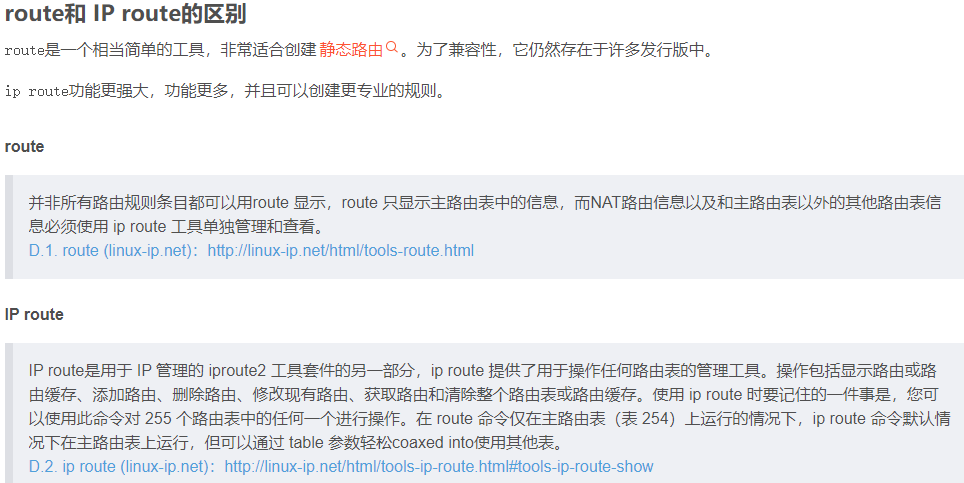 route和 IP route的区别
route是一个相当简单的工具，非常适合创建 静态路由 。为了兼容性，它仍然存在于许多发行版中。
ip route功能更强大，功能更多，并且可以创建更专业的规则。
route
并非所有路由规则条目都可以用route 显示，route 只显示主路由表中的信息，而NAT路由信息以及和主路由表以外的其他路由表信
息必须使用 ip route 工具单独管理和查看。
D.1. route (linux-ip.net)：http://linux-ip.net/html/tools-route.html
IP route
IP route是用于 IP 管理的 iproute2 工具套件的另一部分，ip route 提供了用于操作任何路由表的管理工具。操作包括显示路由或路
由缓存、添加路由、删除路由、修改现有路由、获取路由和清除整个路由表或路由缓存。使用 ip route 时要记住的一件事是，您可
以使用此命令对 255 个路由表中的任何一个进行操作。在 route 命令仅在主路由表（表 254）上运行的情况下，ip route 命令默认情
况下在主路由表上运行，但可以通过 table 参数轻松coaxed into使用其他表。
D.2. ip route (linux-ip.net)：http://linux-ip.net/html/tools-ip-route.html#tools-ip-route-show